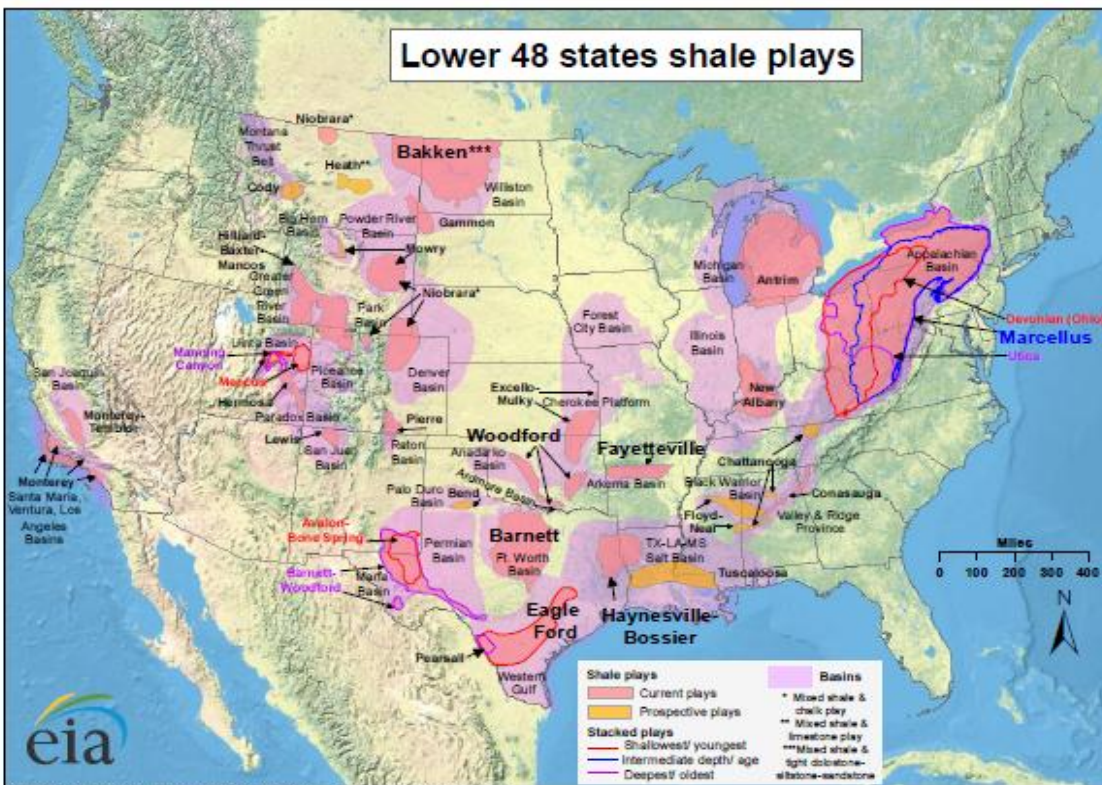 Lower 48 states shale plays
Niobrara*
Montana
Thrust
Belt
Bakken***
Heath**
Cody
Williston
Basin
Big Horn
Basin
Powder River
Basin
Gammon
Hilliard-
Baxter-
Mancos
Mowry
Greater
Green
River
Basin
Niobrara*
Park
Basin
Michigan
Basin
Antrim
Appalachian
Basin
Devonian (Ohio
Marcellus
Utica
Forest
City Basin
Illinois
Basin
Uinta Basin
Manning
Canyon
Mancos
Piceance
Basin
Denver
Basin
San Joaquin
Basin
Hermosa
Paradox Basin
Excello-
Mulky
Cherokee Platform
New
Albany
Monterey-
Temblor
Pierre
Lewis
San Juan
Basin
Raton
Basin
Woodford
Anadarko
Basin
Fayetteville
Chattanooga
Monterey
Santa Maria,
Ventura, Los
Angeles
Basins
Palo Duro
Basin
Bend
Ardmore Basin
Arkoma Basin
Black Warrior
Basin
Conasauga
Floyd-
Neal
Valley & Ridge
Province
Avalon-
Bone Spring
Permian
Basin
Barnett
Ft. Worth
Basin
TX-LA-MS
Salt Basin
Tuscaloosa
Barnett-
Woodford
Marfa
Basin
Eagle
Ford
Haynesville-
Bossier
Pearsall
Western
Gulf
Miles
0 100 200 300 400
N
Shale plays
Current plays
Prospective plays
Stacked plays
Shallowest/ youngest
Intermediate depth/ age
Deepest/ oldest
Basins
* Mixed shale &
chalk play
** Mixed shale &
limestone play
***Mixed shale &
tight dolostone-
siltstone-sandstone
eia